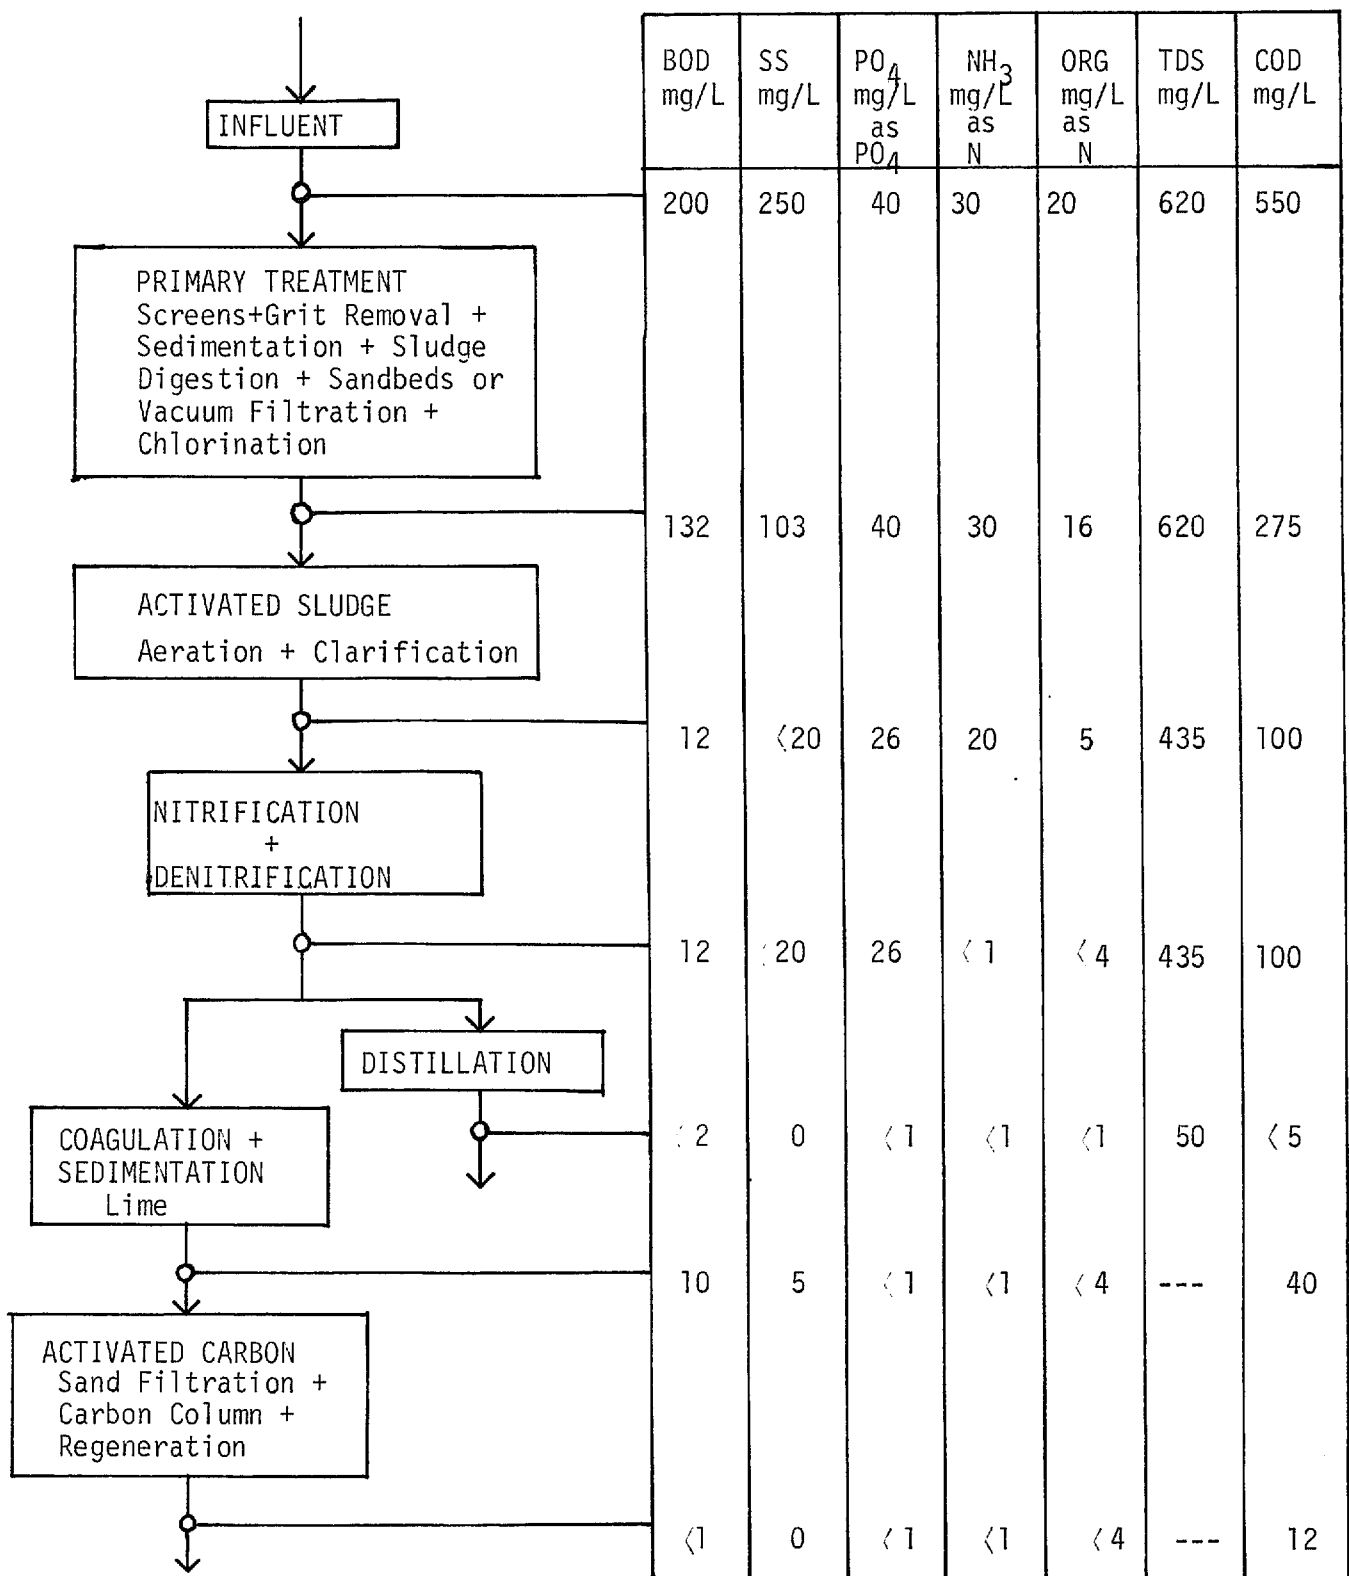 INFLUENT
PRIMARY TREATMENT
Screens+Grit Removal +
Sedimentation + Sludge
Digestion + Sandbeds or
Vacuum Filtration +
Chlorination
ACTIVATED SLUDGE
Aeration + Clarification
NITRIFICATION
+
DENITRIFICATION
DISTILLATION
COAGULATION +
SEDIMENTATION
Lime
ACTIVATED CARBON
Sand Filtration +
Carbon Column +
Regeneration
BOD SS PO4 NH3 ORG TDS COD
mg/L mg/L mg/L mg/L mg/L mg/L mg/L
as as as
PO4 N N
200 250 40 30 20 620 550
132 103 40 30 16 620 275
12 <20 26 20 5 435 100
12 <20 26 <1 <4 435 100
<2 0 <1 <1 <1 50 <5
10 5 <1 <1 <4 --- 40
<1 0 <1 <1 <4 --- 12